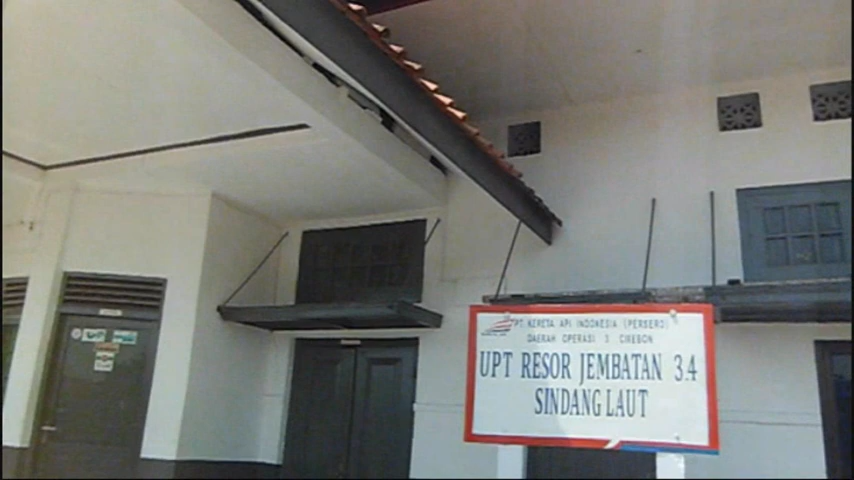 PT. KERETA API INDONESIA (PERSERO)
DAERAH OPERASI 3 CIREBON
UPT RESOR JEMBATAN 3.4
SINDANG LAUT